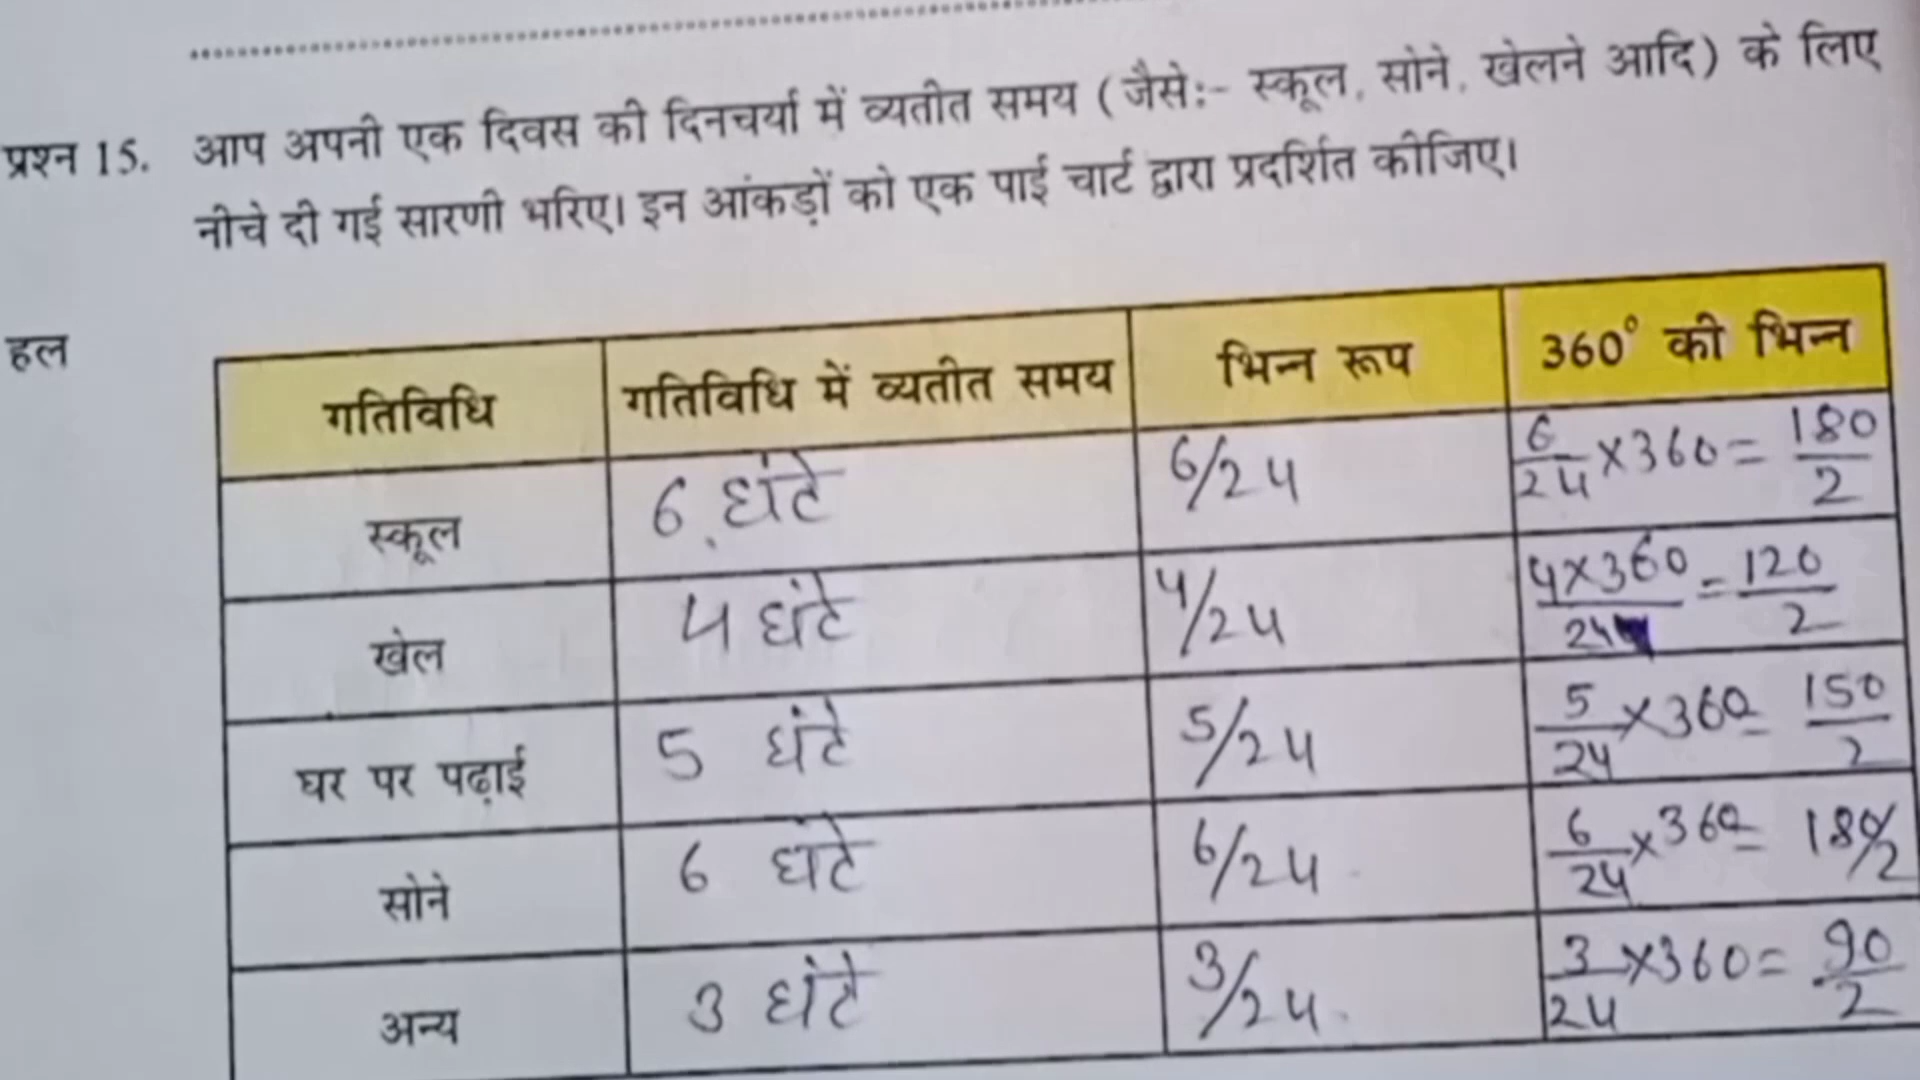 प्रश्न 15. आप अपनी एक दिवस की दिनचर्या में व्यतीत समय (जैसे:- स्कूल, सोने, खेलने आदि) के लिए
नीचे दी गई सारणी भरिए। इन आंकड़ों को एक पाई चार्ट द्वारा प्रदर्शित कीजिए।
हल
गतिविधि गतिविधि में व्यतीत समय भिन्न रूप 360° की भिन्न
स्कूल 6 घंटे 6/24 6/24 × 360 = 180/2
खेल 4 घंटे 4/24 4×360/24 = 120/2
घर पर पढ़ाई 5 घंटे 5/24 5/24 × 360 = 150/2
सोने 6 घंटे 6/24 6/24 × 360 = 180/2
अन्य 3 घंटे 3/24 3/24 × 360 = 90/2